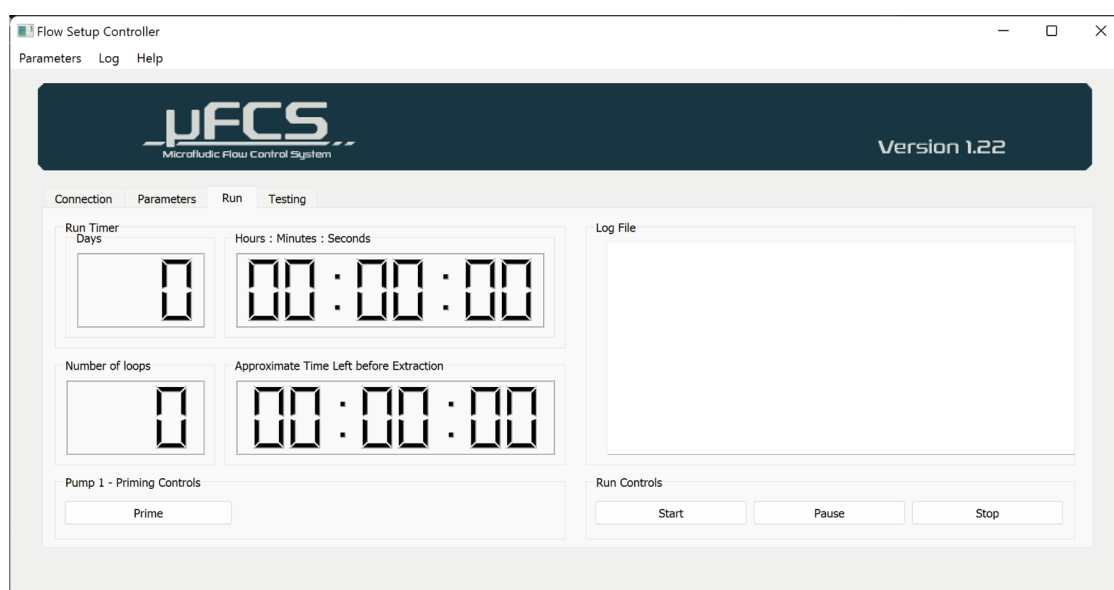 Flow Setup Controller
Parameters Log Help
µFCS
Microfludic Flow Control System
Version 1.22
Connection Parameters Run Testing
Run Timer
Days
0
Hours : Minutes : Seconds
00:00:00
Number of loops
0
Approximate Time Left before Extraction
00:00:00
Pump 1 - Priming Controls
Prime
Log File
Run Controls
Start Pause Stop